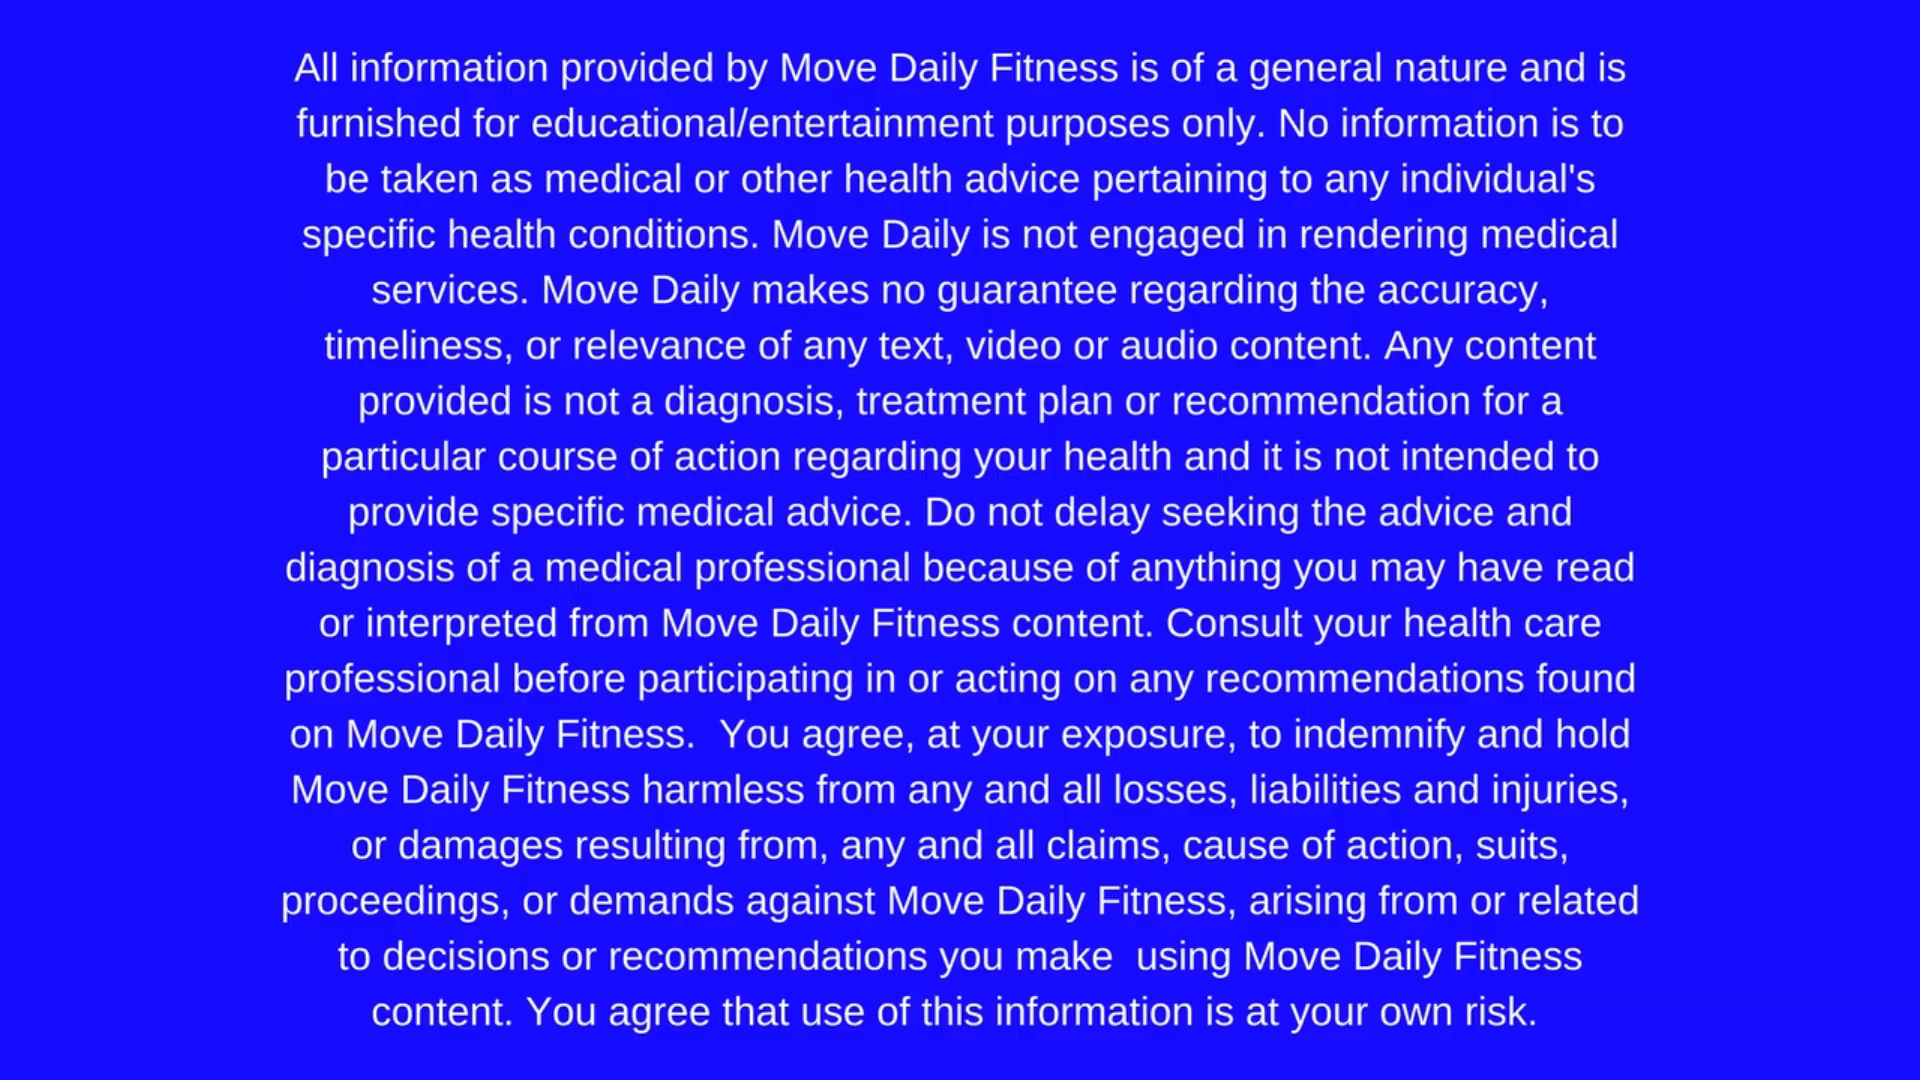 All information provided by Move Daily Fitness is of a general nature and is
furnished for educational/entertainment purposes only. No information is to
be taken as medical or other health advice pertaining to any individual's
specific health conditions. Move Daily is not engaged in rendering medical
services. Move Daily makes no guarantee regarding the accuracy,
timeliness, or relevance of any text, video or audio content. Any content
provided is not a diagnosis, treatment plan or recommendation for a
particular course of action regarding your health and it is not intended to
provide specific medical advice. Do not delay seeking the advice and
diagnosis of a medical professional because of anything you may have read
or interpreted from Move Daily Fitness content. Consult your health care
professional before participating in or acting on any recommendations found
on Move Daily Fitness.  You agree, at your exposure, to indemnify and hold
Move Daily Fitness harmless from any and all losses, liabilities and injuries,
or damages resulting from, any and all claims, cause of action, suits,
proceedings, or demands against Move Daily Fitness, arising from or related
to decisions or recommendations you make  using Move Daily Fitness
content. You agree that use of this information is at your own risk.